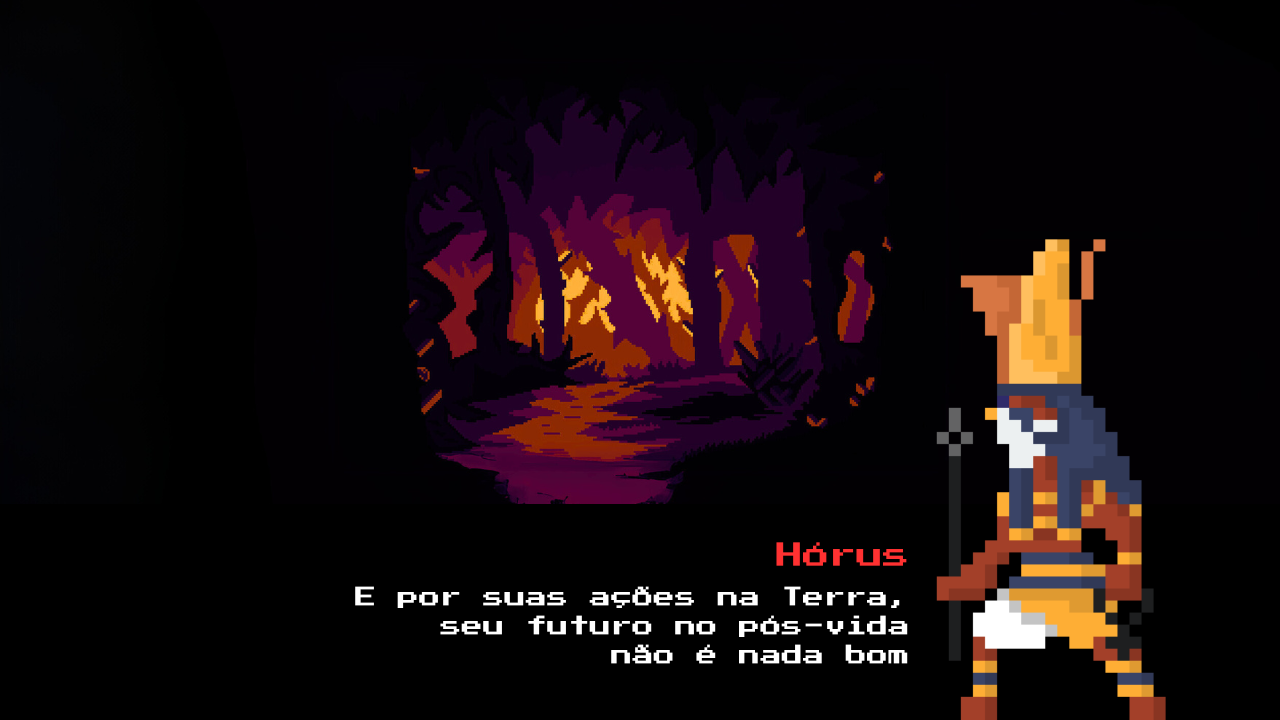 Hórus
E por suas ações na Terra,
seu futuro no pós-vida
não é nada bom